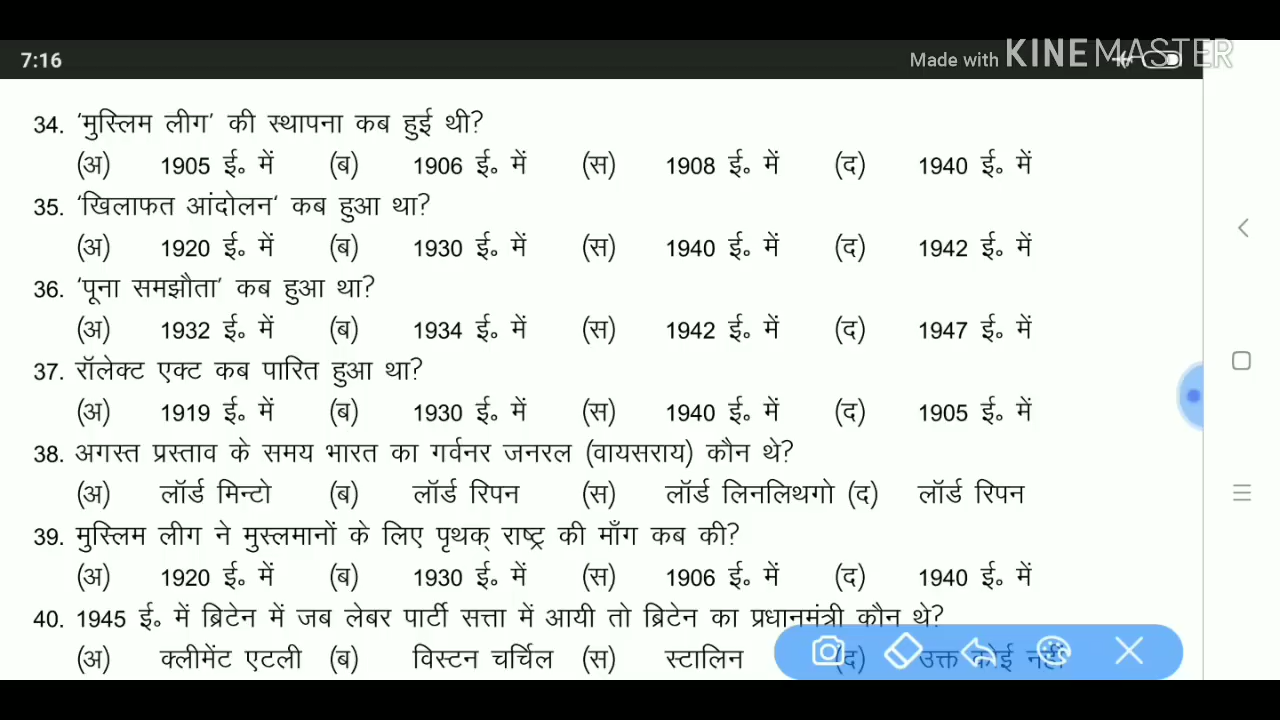 7:16
Made with KINEMASTER
34. 'मुस्लिम लीग' की स्थापना कब हुई थी?
(अ) 1905 ई॰ में (ब) 1906 ई॰ में (स) 1908 ई॰ में (द) 1940 ई॰ में
35. 'खिलाफत आंदोलन' कब हुआ था?
(अ) 1920 ई॰ में (ब) 1930 ई॰ में (स) 1940 ई॰ में (द) 1942 ई॰ में
36. 'पूना समझौता' कब हुआ था?
(अ) 1932 ई॰ में (ब) 1934 ई॰ में (स) 1942 ई॰ में (द) 1947 ई॰ में
37. रॉलेक्ट एक्ट कब पारित हुआ था?
(अ) 1919 ई॰ में (ब) 1930 ई॰ में (स) 1940 ई॰ में (द) 1905 ई॰ में
38. अगस्त प्रस्ताव के समय भारत का गर्वनर जनरल (वायसराय) कौन थे?
(अ) लॉर्ड मिन्टो (ब) लॉर्ड रिपन (स) लॉर्ड लिनलिथगो (द) लॉर्ड रिपन
39. मुस्लिम लीग ने मुस्लमानों के लिए पृथक् राष्ट्र की माँग कब की?
(अ) 1920 ई॰ में (ब) 1930 ई॰ में (स) 1906 ई॰ में (द) 1940 ई॰ में
40. 1945 ई॰ में ब्रिटेन में जब लेबर पार्टी सत्ता में आयी तो ब्रिटेन का प्रधानमंत्री कौन थे?
(अ) क्लीमेंट एटली (ब) विस्टन चर्चिल (स) स्टालिन (द) उक्त कोई नहीं